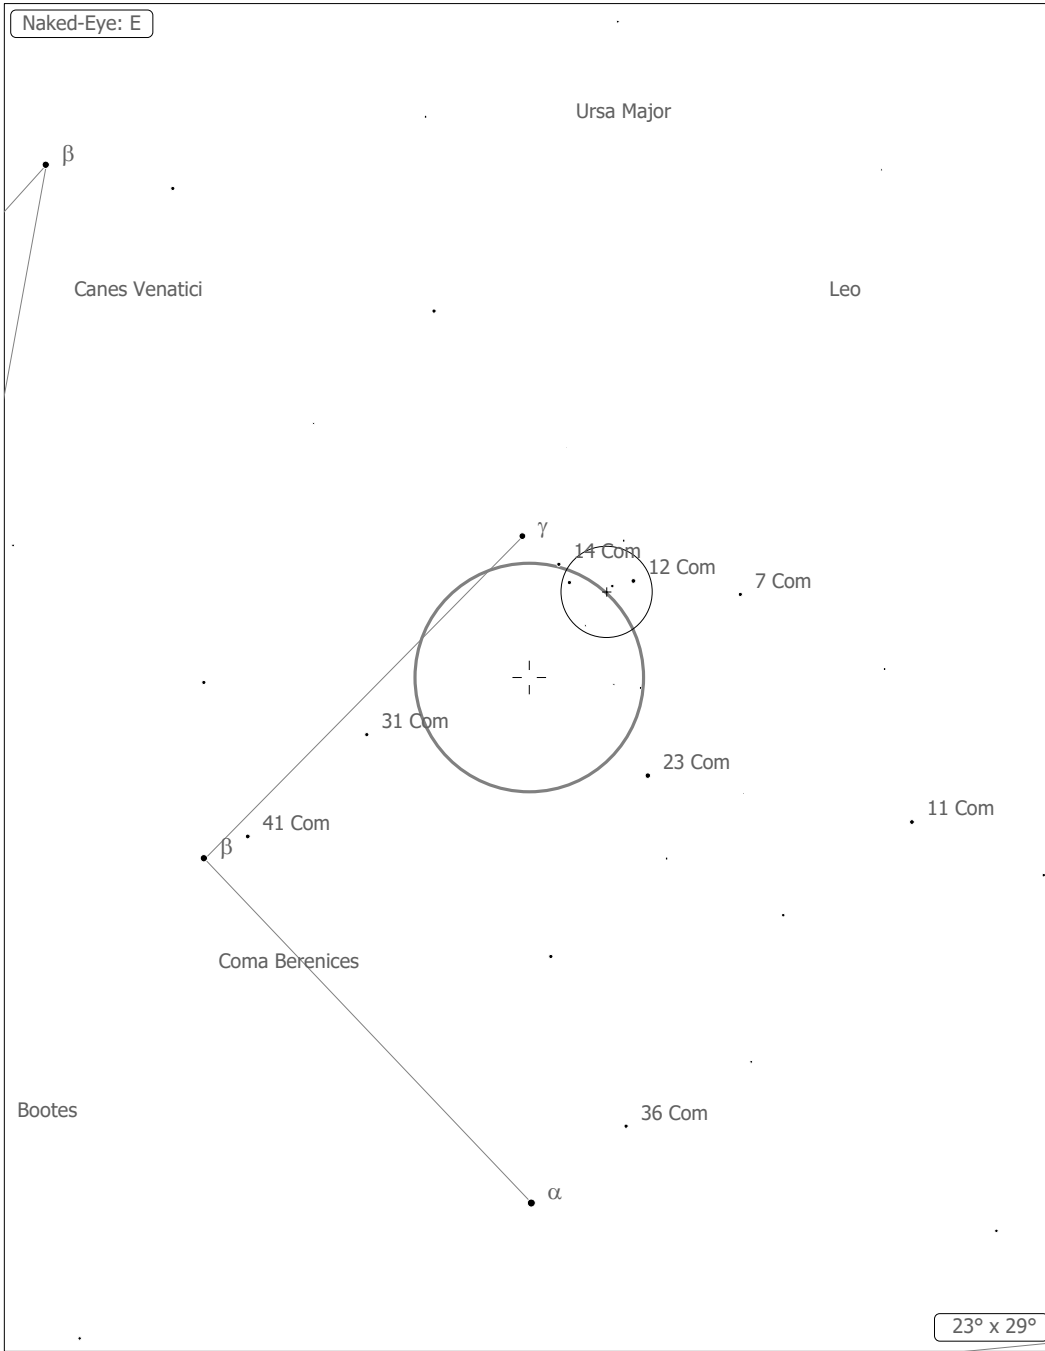 Naked-Eye: E
Ursa Major
β
Canes Venatici
Leo
γ
14 Com
12 Com
7 Com
31 Com
23 Com
11 Com
41 Com
β
Coma Berenices
Bootes
36 Com
α
23° x 29°